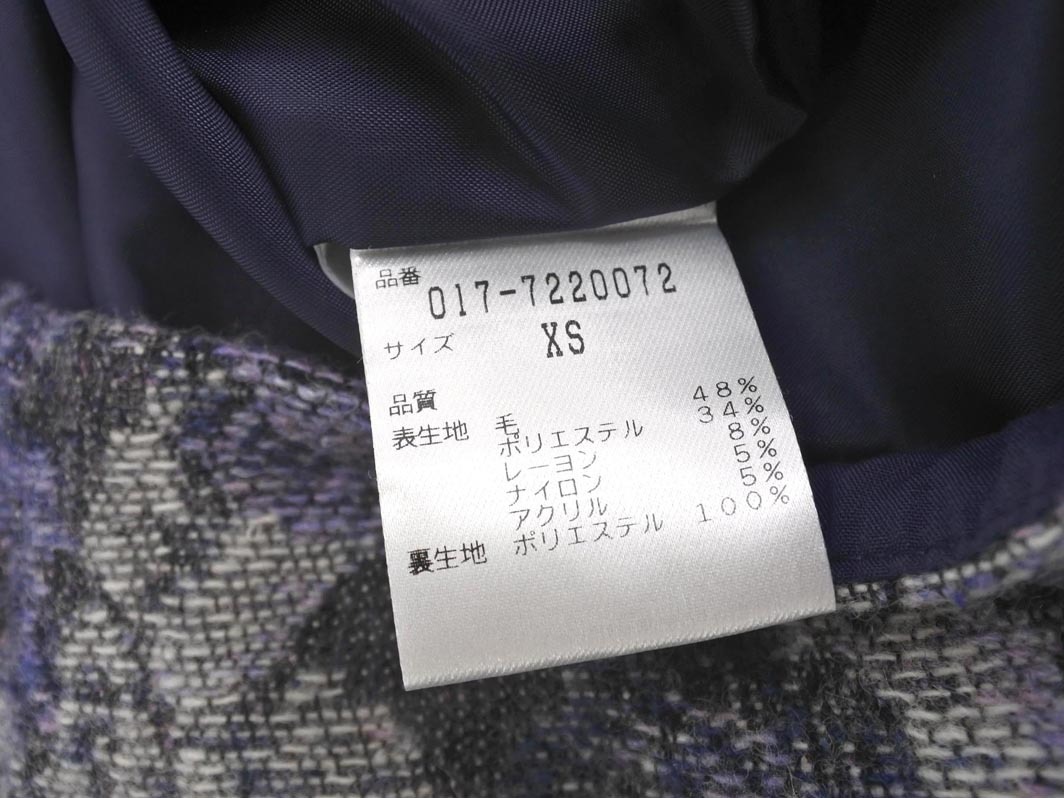 品番 017-7220072
サイズ XS
品質
表生地 毛 48%
ポリエステル 34%
レーヨン 8%
ナイロン 5%
アクリル 5%
裏生地 ポリエステル 100%